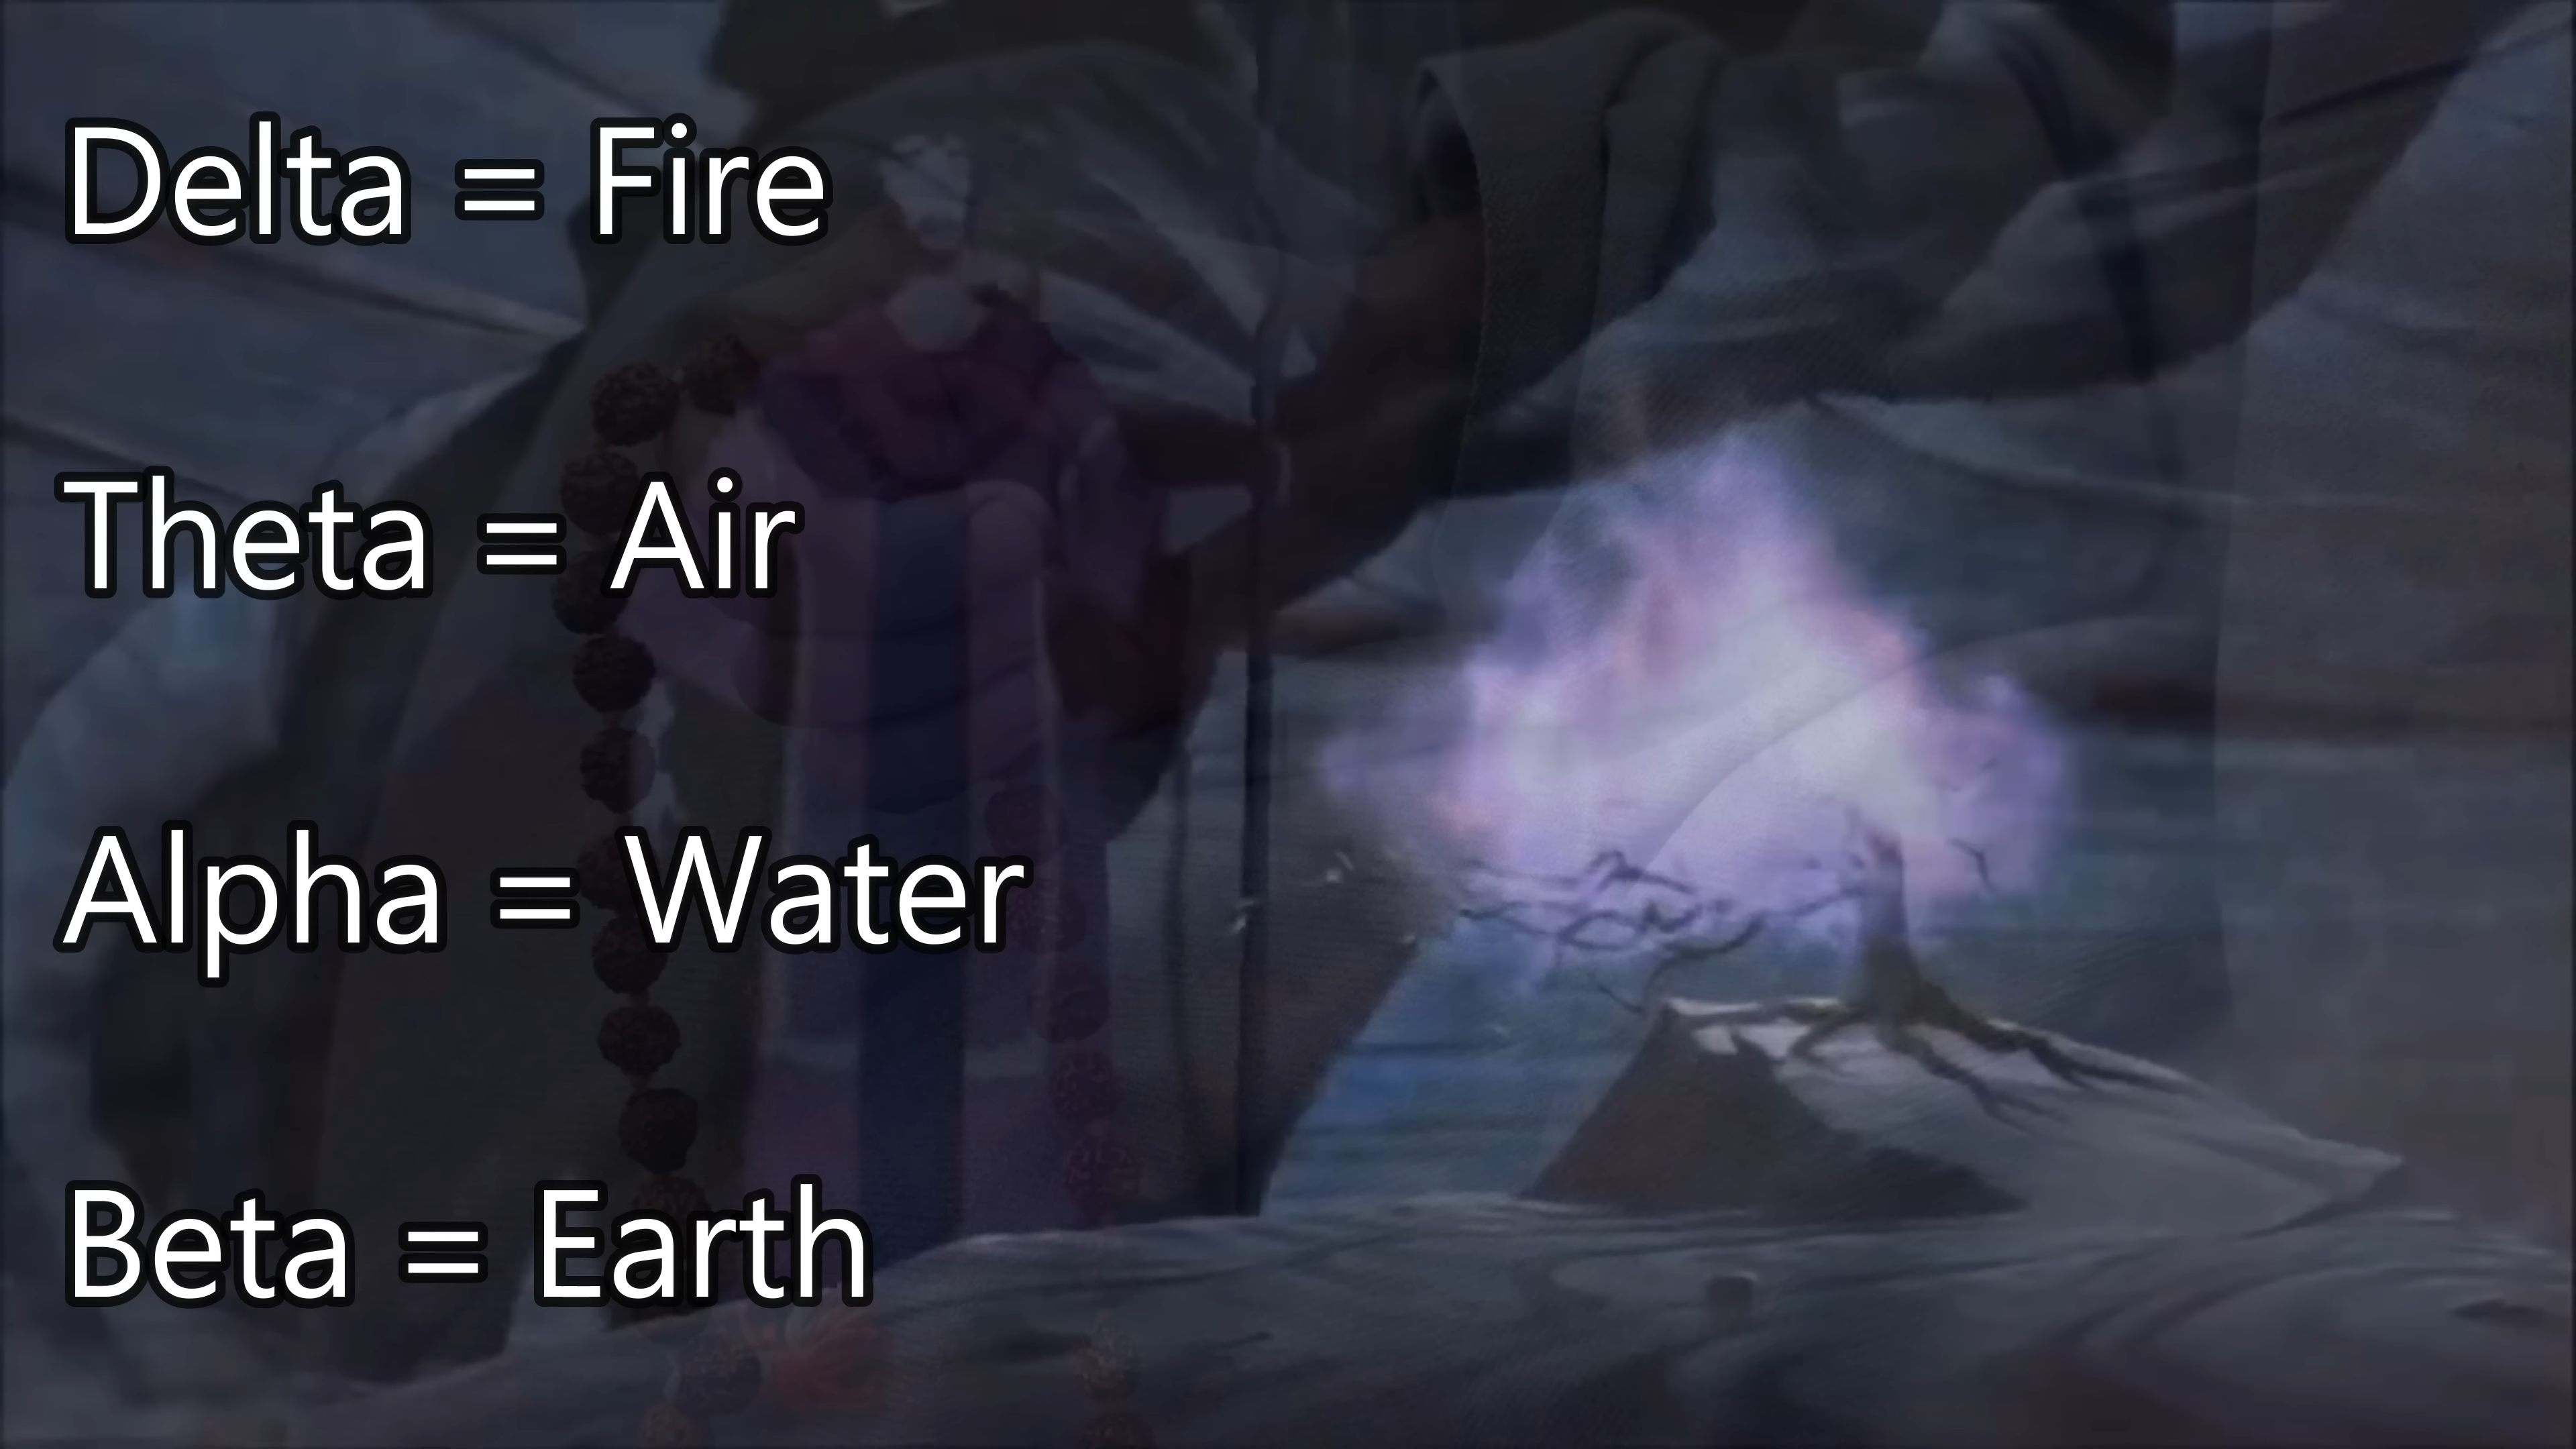 Delta = Fire
Theta = Air
Alpha = Water
Beta = Earth